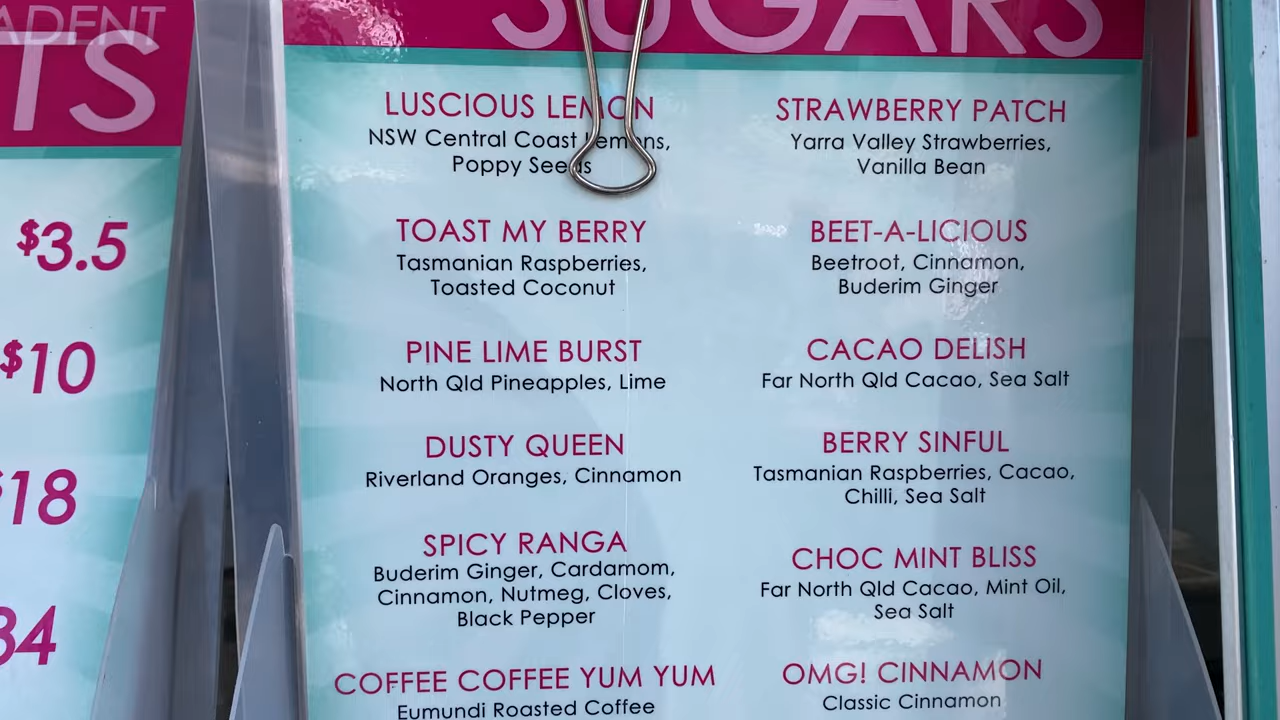 ADENT
TS
$3.5
$10
$18
34
SUGARS
LUSCIOUS LEMON
NSW Central Coast Lemons,
Poppy Seeds
TOAST MY BERRY
Tasmanian Raspberries,
Toasted Coconut
PINE LIME BURST
North Qld Pineapples, Lime
DUSTY QUEEN
Riverland Oranges, Cinnamon
SPICY RANGA
Buderim Ginger, Cardamom,
Cinnamon, Nutmeg, Cloves,
Black Pepper
COFFEE COFFEE YUM YUM
Eumundi Roasted Coffee
STRAWBERRY PATCH
Yarra Valley Strawberries,
Vanilla Bean
BEET-A-LICIOUS
Beetroot, Cinnamon,
Buderim Ginger
CACAO DELISH
Far North Qld Cacao, Sea Salt
BERRY SINFUL
Tasmanian Raspberries, Cacao,
Chilli, Sea Salt
CHOC MINT BLISS
Far North Qld Cacao, Mint Oil,
Sea Salt
OMG! CINNAMON
Classic Cinnamon